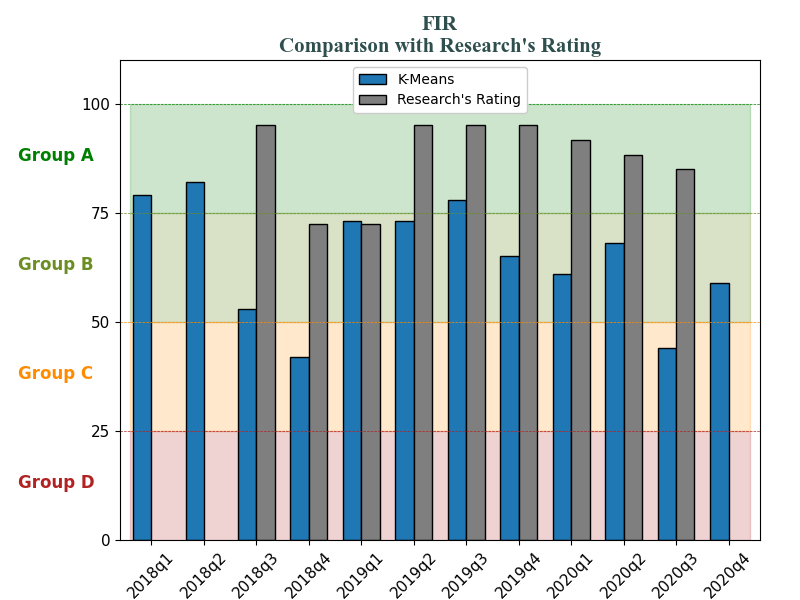 FIR
Comparison with Research's Rating
K-Means
Research's Rating
100
Group A
75
Group B
50
Group C
25
Group D
0
2018q1
2018q2
2018q3
2018q4
2019q1
2019q2
2019q3
2019q4
2020q1
2020q2
2020q3
2020q4